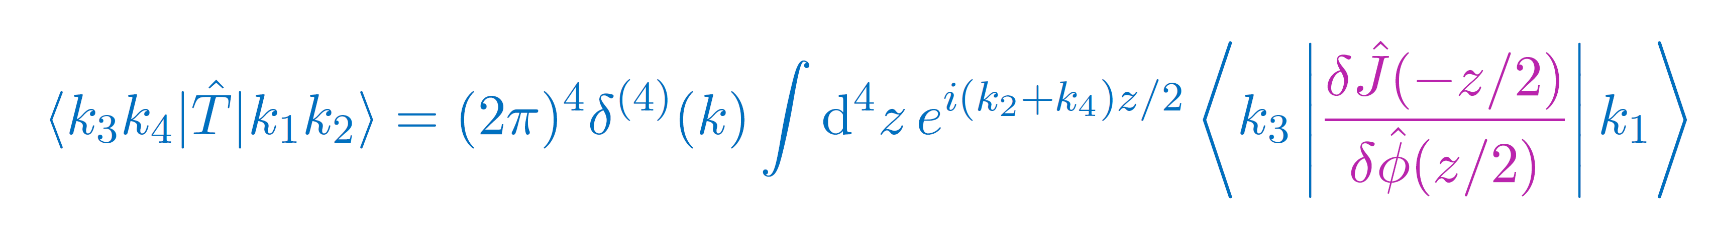 ⟨k₃k₄|T̂|k₁k₂⟩ = (2π)⁴δ⁽⁴⁾(k) ∫ d⁴z e^{i(k₂+k₄)z/2} ⟨k₃ | δĴ(−z/2) / δϕ̂(z/2) | k₁⟩